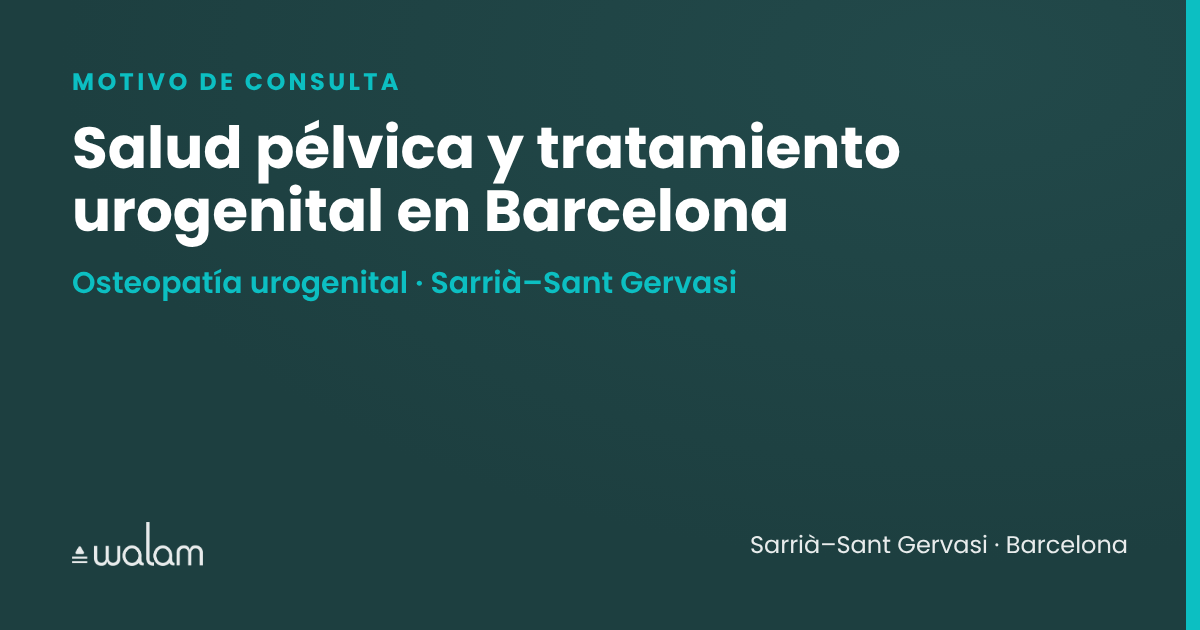 MOTIVO DE CONSULTA
Salud pélvica y tratamiento
urogenital en Barcelona
Osteopatía urogenital · Sarrià–Sant Gervasi
walam
Sarrià–Sant Gervasi · Barcelona